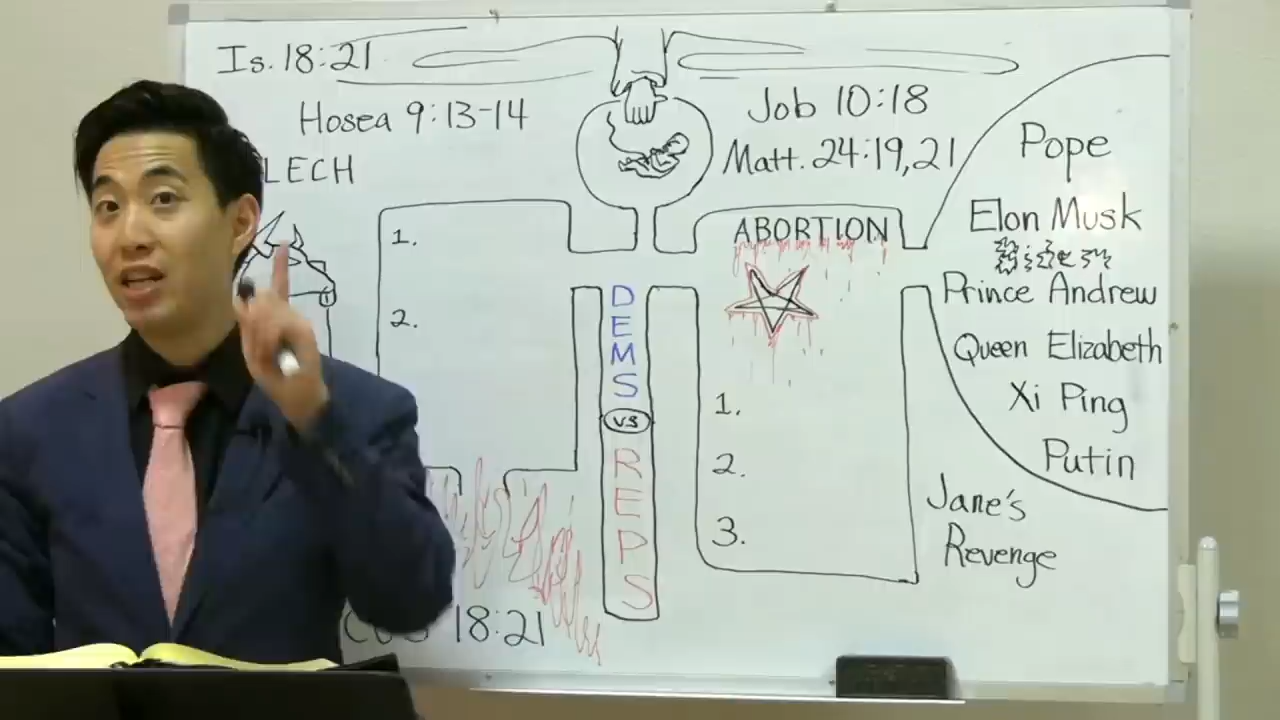 Is. 18:21
Hosea 9:13-14
LECH
Job 10:18
Matt. 24:19,21
1.
2.
DEMS
vs
REPS
ABORTION
1.
2.
3.
Pope
Elon Musk
Prince Andrew
Queen Elizabeth
Xi Ping
Putin
Jane's
Revenge
18:21